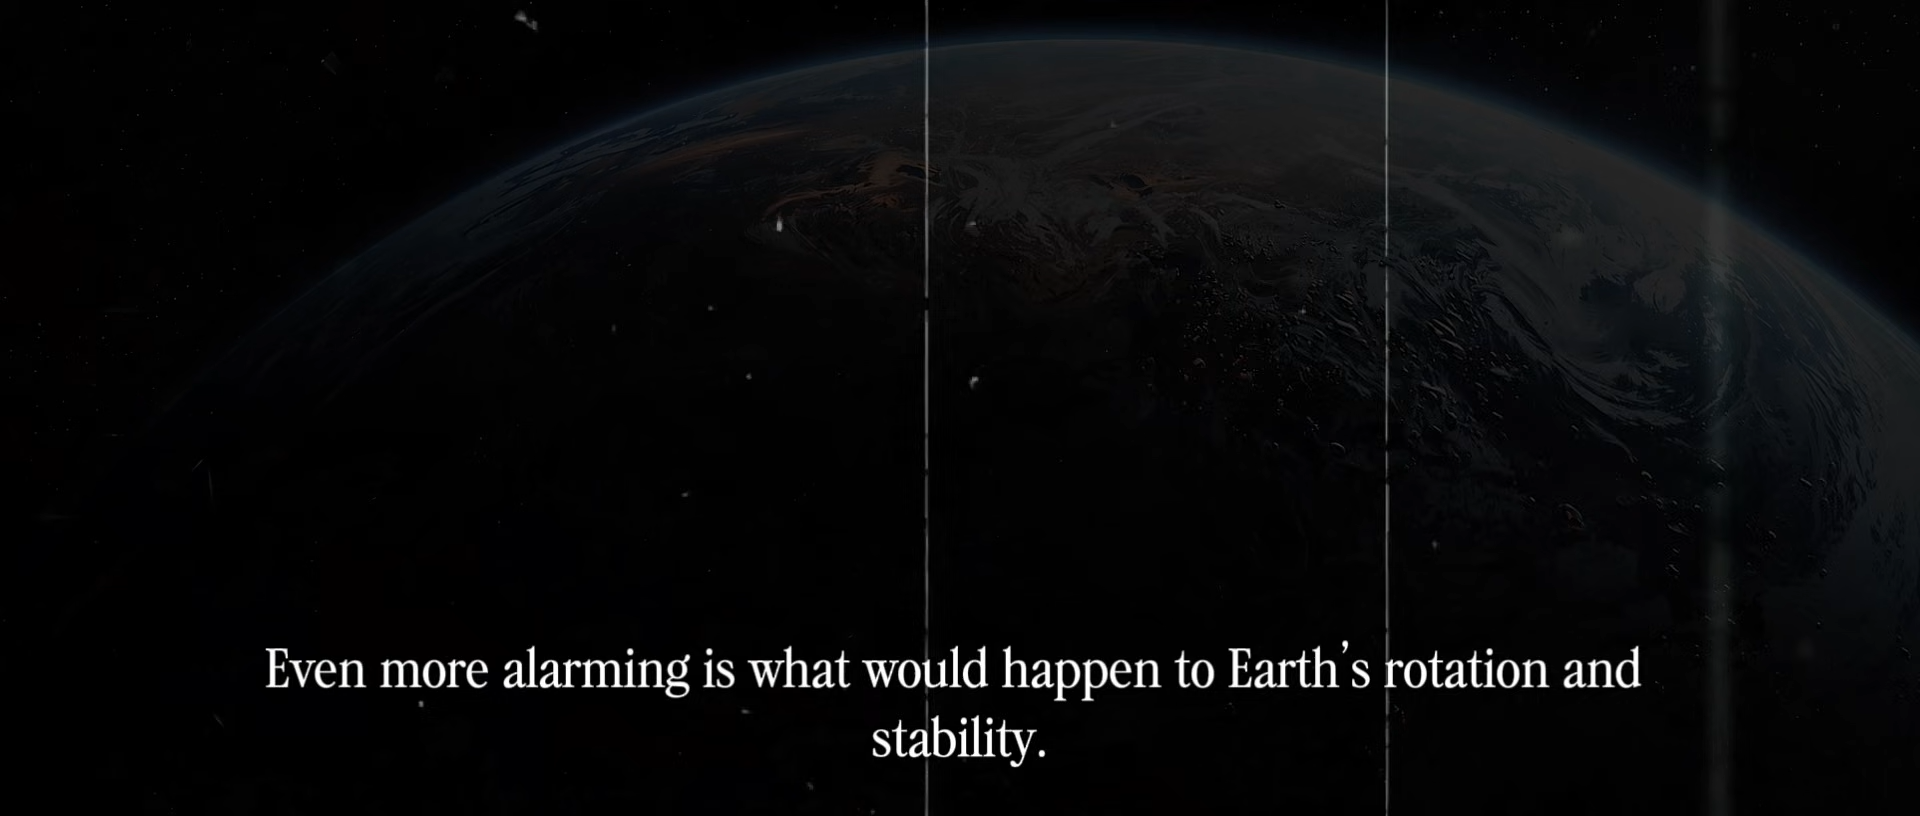 Even more alarming is what would happen to Earth’s rotation and
stability.